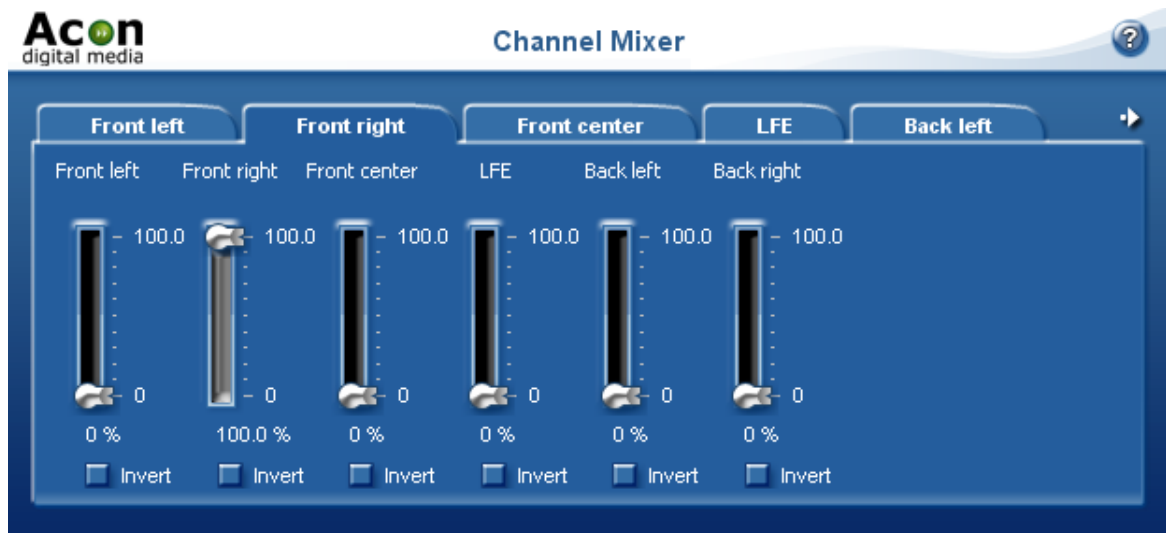 Acon
digital media
Channel Mixer
?
Front left Front right Front center LFE Back left
Front left Front right Front center LFE Back left Back right
100.0 100.0 100.0 100.0 100.0 100.0
0 0 0 0 0 0
0 % 100.0 % 0 % 0 % 0 % 0 %
Invert Invert Invert Invert Invert Invert